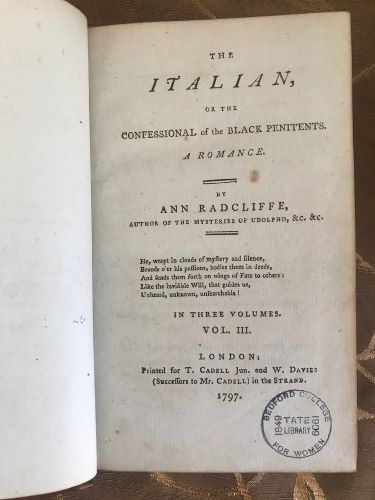 THE
ITALIAN,
OR THE
CONFESSIONAL of the BLACK PENITENTS.
A ROMANCE.
BY
ANN RADCLIFFE,
AUTHOR OF THE MYSTERIES OF UDOLPHO, &c. &c.
He, wrapt in clouds of myſtery and ſilence,
Broods o'er his paſſions, bodies them in deeds,
And ſends them forth on wings of Fate to others:
Like the inviſible Will, that guides us,
Unheard, unknown, unſearchable!
IN THREE VOLUMES.
VOL. III.
LONDON:
Printed for T. CADELL Jun. and W. DAVIES
(Succeſſors to Mr. CADELL) in the STRAND.
1797.
BEDFORD COLLEGE
1849 TATE 1909
LIBRARY
FOR WOMEN